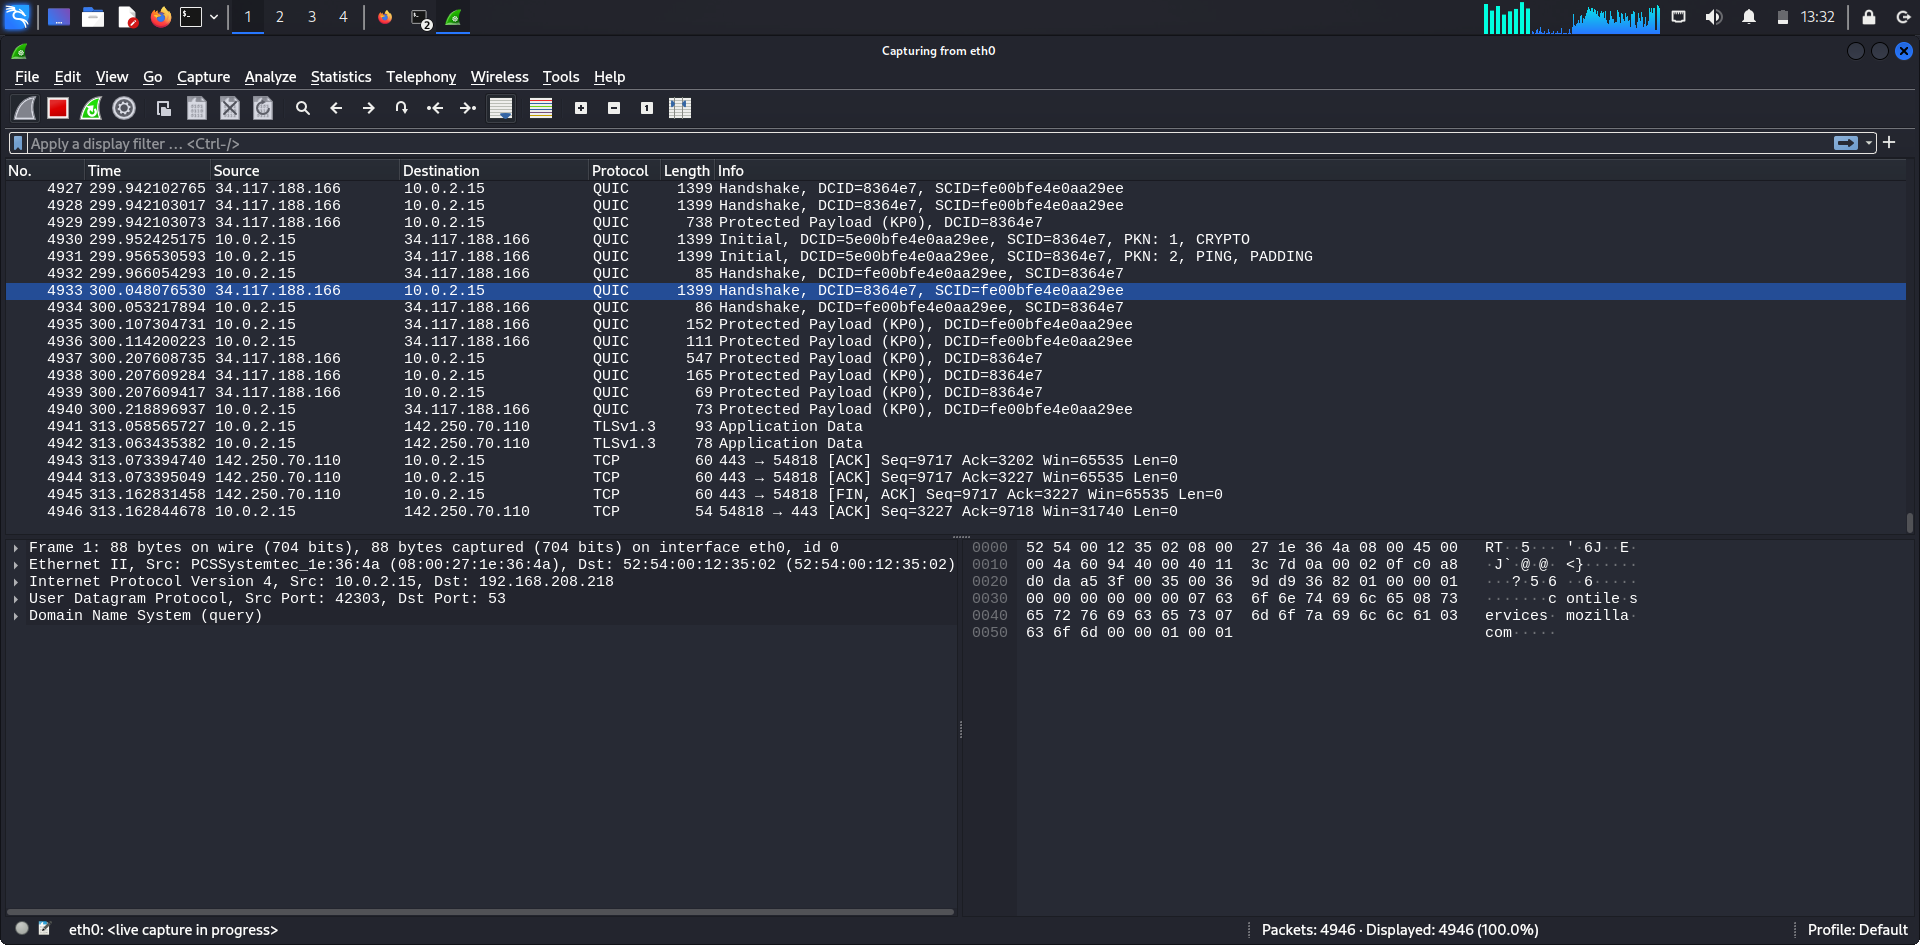 1 2 3 4 2 13:32
Capturing from eth0
File Edit View Go Capture Analyze Statistics Telephony Wireless Tools Help
Apply a display filter … <Ctrl-/>
No. Time Source Destination Protocol Length Info
4927 299.942102765 34.117.188.166 10.0.2.15 QUIC 1399 Handshake, DCID=8364e7, SCID=fe00bfe4e0aa29ee
4928 299.942103017 34.117.188.166 10.0.2.15 QUIC 1399 Handshake, DCID=8364e7, SCID=fe00bfe4e0aa29ee
4929 299.942103073 34.117.188.166 10.0.2.15 QUIC 738 Protected Payload (KP0), DCID=8364e7
4930 299.952425175 10.0.2.15 34.117.188.166 QUIC 1399 Initial, DCID=5e00bfe4e0aa29ee, SCID=8364e7, PKN: 1, CRYPTO
4931 299.956530593 10.0.2.15 34.117.188.166 QUIC 1399 Initial, DCID=5e00bfe4e0aa29ee, SCID=8364e7, PKN: 2, PING, PADDING
4932 299.966054293 10.0.2.15 34.117.188.166 QUIC 85 Handshake, DCID=fe00bfe4e0aa29ee, SCID=8364e7
4933 300.048076530 34.117.188.166 10.0.2.15 QUIC 1399 Handshake, DCID=8364e7, SCID=fe00bfe4e0aa29ee
4934 300.053217894 10.0.2.15 34.117.188.166 QUIC 86 Handshake, DCID=fe00bfe4e0aa29ee, SCID=8364e7
4935 300.107304731 10.0.2.15 34.117.188.166 QUIC 152 Protected Payload (KP0), DCID=fe00bfe4e0aa29ee
4936 300.114200223 10.0.2.15 34.117.188.166 QUIC 111 Protected Payload (KP0), DCID=fe00bfe4e0aa29ee
4937 300.207608735 34.117.188.166 10.0.2.15 QUIC 547 Protected Payload (KP0), DCID=8364e7
4938 300.207609284 34.117.188.166 10.0.2.15 QUIC 165 Protected Payload (KP0), DCID=8364e7
4939 300.207609417 34.117.188.166 10.0.2.15 QUIC 69 Protected Payload (KP0), DCID=8364e7
4940 300.218896937 10.0.2.15 34.117.188.166 QUIC 73 Protected Payload (KP0), DCID=fe00bfe4e0aa29ee
4941 313.058565727 10.0.2.15 142.250.70.110 TLSv1.3 93 Application Data
4942 313.063435382 10.0.2.15 142.250.70.110 TLSv1.3 78 Application Data
4943 313.073394740 142.250.70.110 10.0.2.15 TCP 60 443 → 54818 [ACK] Seq=9717 Ack=3202 Win=65535 Len=0
4944 313.073395049 142.250.70.110 10.0.2.15 TCP 60 443 → 54818 [ACK] Seq=9717 Ack=3227 Win=65535 Len=0
4945 313.162831458 142.250.70.110 10.0.2.15 TCP 60 443 → 54818 [FIN, ACK] Seq=9717 Ack=3227 Win=65535 Len=0
4946 313.162844678 10.0.2.15 142.250.70.110 TCP 54 54818 → 443 [ACK] Seq=3227 Ack=9718 Win=31740 Len=0
Frame 1: 88 bytes on wire (704 bits), 88 bytes captured (704 bits) on interface eth0, id 0
Ethernet II, Src: PCSSystemtec_1e:36:4a (08:00:27:1e:36:4a), Dst: 52:54:00:12:35:02 (52:54:00:12:35:02)
Internet Protocol Version 4, Src: 10.0.2.15, Dst: 192.168.208.218
User Datagram Protocol, Src Port: 42303, Dst Port: 53
Domain Name System (query)
0000 52 54 00 12 35 02 08 00 27 1e 36 4a 08 00 45 00 RT··5··· '·6J··E·
0010 00 4a 60 94 40 00 40 11 3c 7d 0a 00 02 0f c0 a8 ·J`·@·@· <}······
0020 d0 da a5 3f 00 35 00 36 9d d9 36 82 01 00 00 01 ···?·5·6 ··6·····
0030 00 00 00 00 00 00 07 63 6f 6e 74 69 6c 65 08 73 ·······c ontile·s
0040 65 72 76 69 63 65 73 07 6d 6f 7a 69 6c 6c 61 03 ervices· mozilla·
0050 63 6f 6d 00 00 01 00 01 com·····
eth0: <live capture in progress> Packets: 4946 · Displayed: 4946 (100.0%) Profile: Default